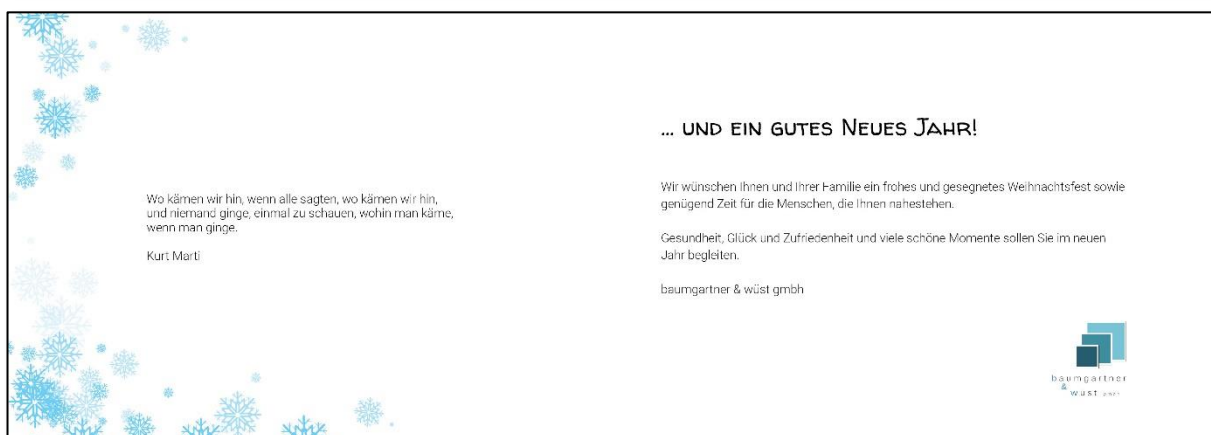 Wo kämen wir hin, wenn alle sagten, wo kämen wir hin,
und niemand ginge, einmal zu schauen, wohin man käme,
wenn man ginge.
Kurt Marti
... UND EIN GUTES NEUES JAHR!
Wir wünschen Ihnen und Ihrer Familie ein frohes und gesegnetes Weihnachtsfest sowie
genügend Zeit für die Menschen, die Ihnen nahestehen.
Gesundheit, Glück und Zufriedenheit und viele schöne Momente sollen Sie im neuen
Jahr begleiten.
baumgartner & wüst gmbh
baumgartner
&
wüst